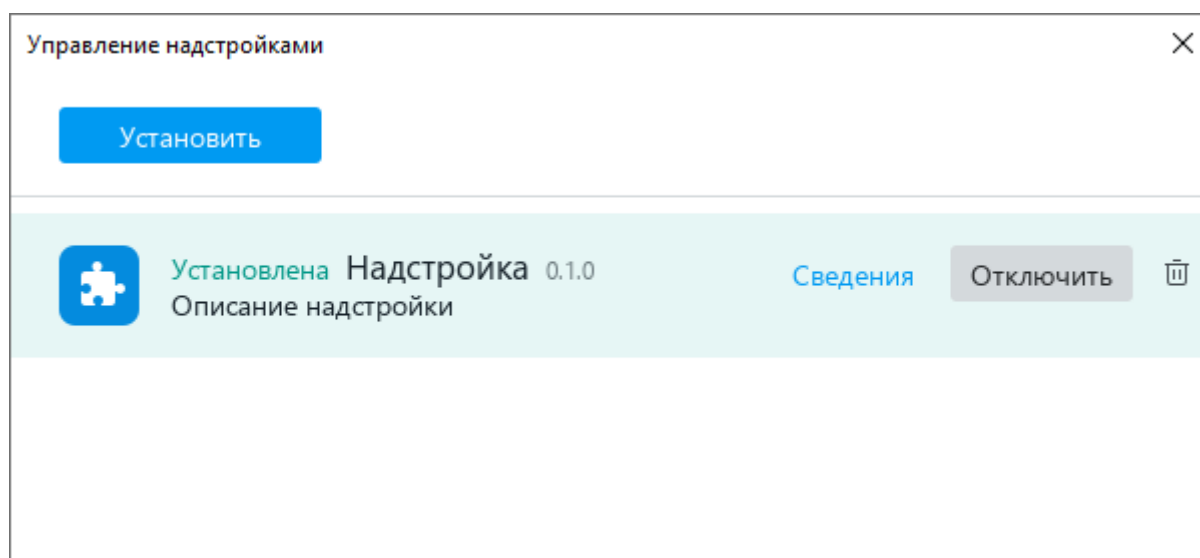 Управление надстройками
Установить
Установлена Надстройка 0.1.0 Сведения Отключить
Описание надстройки